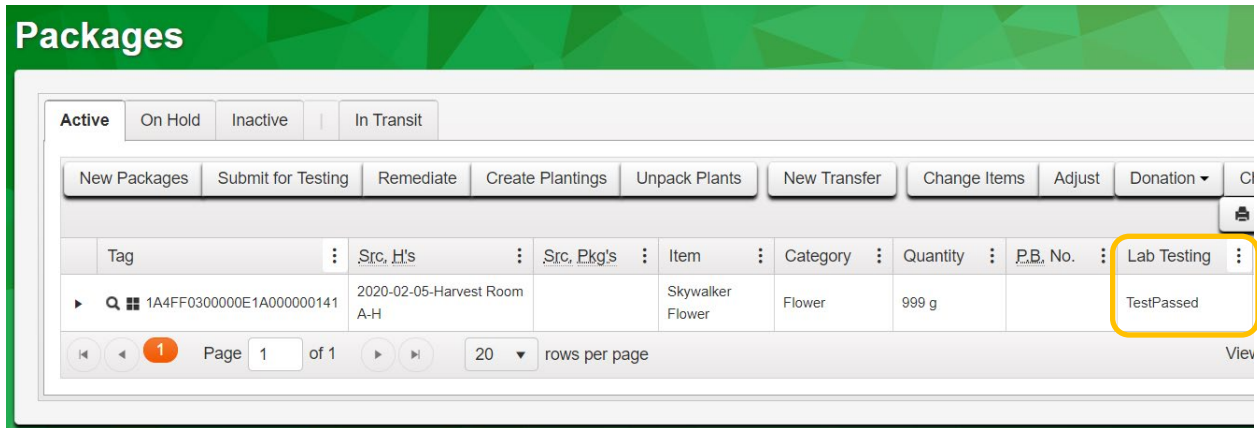 Packages
Active On Hold Inactive | In Transit
New Packages Submit for Testing Remediate Create Plantings Unpack Plants New Transfer Change Items Adjust Donation
Tag Src, H's Src, Pkg's Item Category Quantity P.B. No. Lab Testing
1A4FF0300000E1A000000141 2020-02-05-Harvest Room A-H Skywalker Flower Flower 999 g TestPassed
1 Page 1 of 1 20 rows per page View